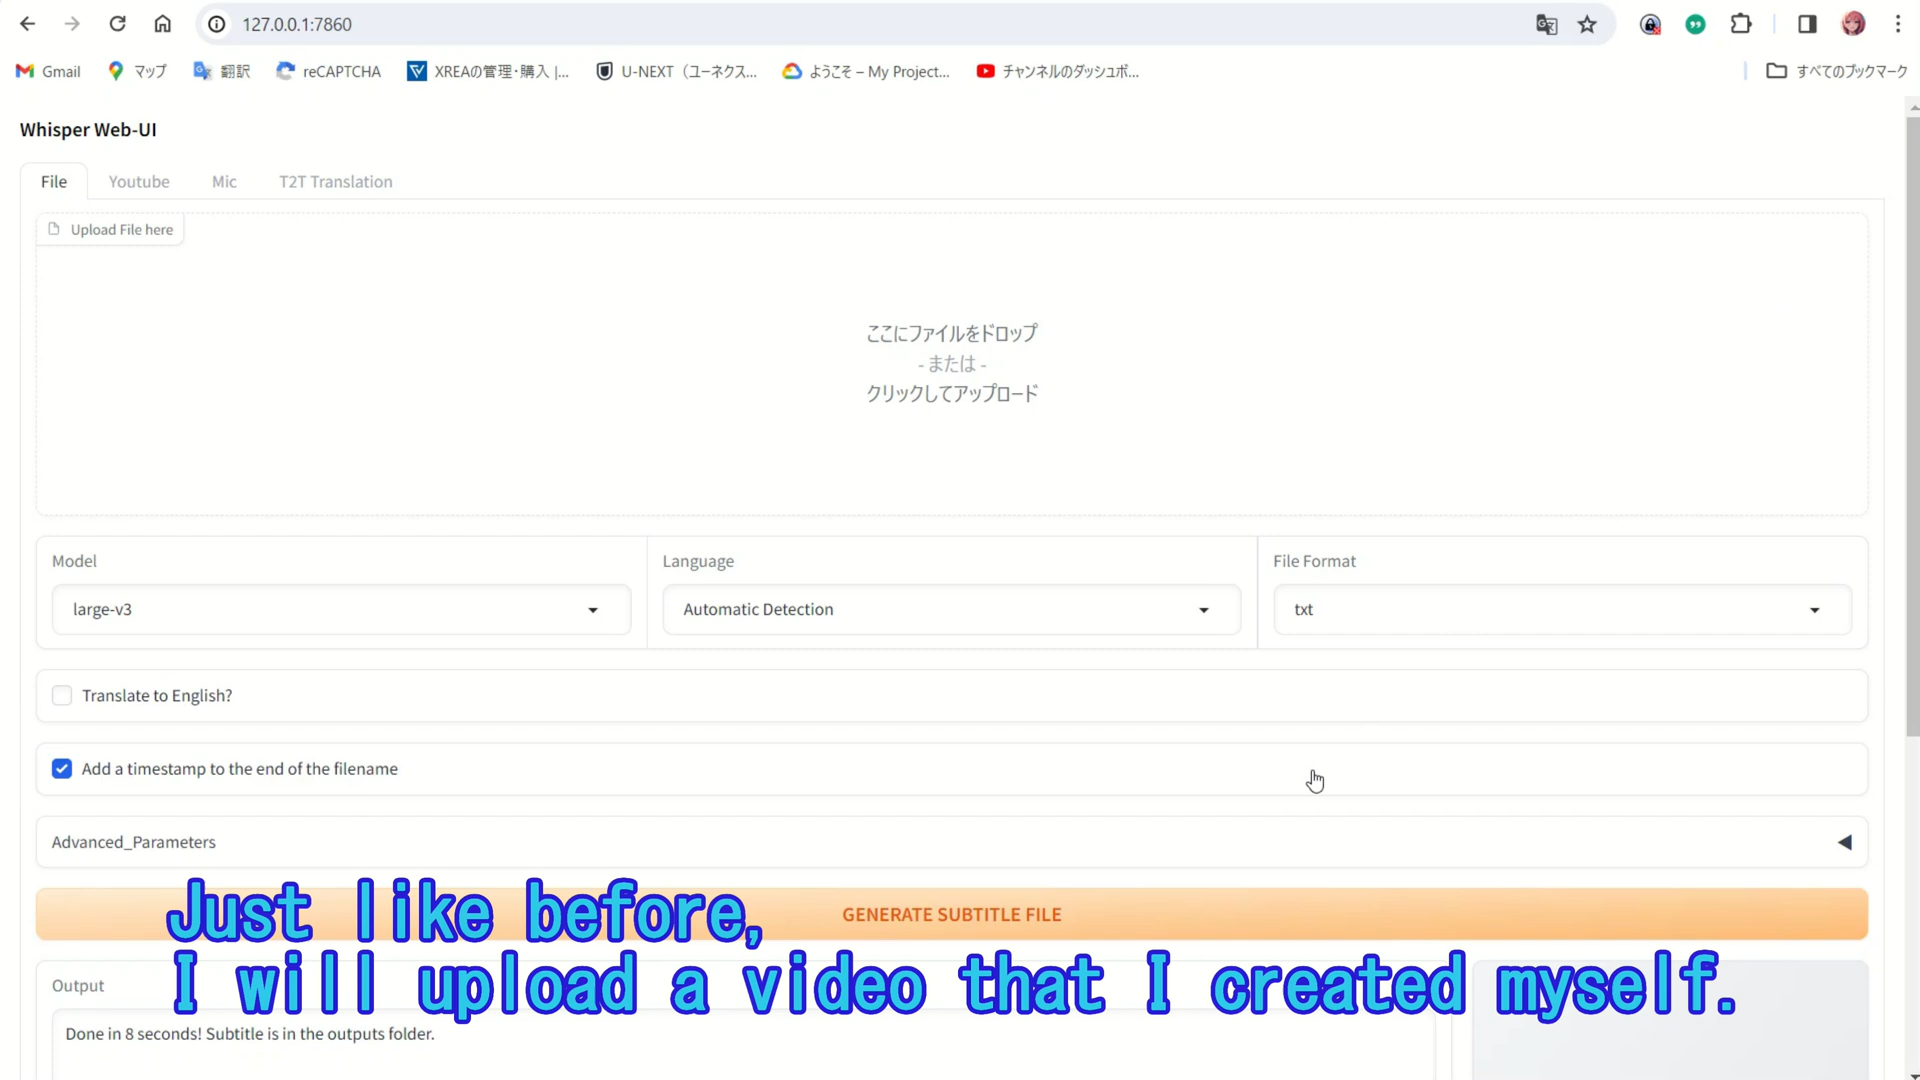 127.0.0.1:7860
Gmail
マップ
翻訳
reCAPTCHA
XREAの管理・購入 |...
U-NEXT（ユーネクス...
ようこそ – My Project...
チャンネルのダッシュボ...
すべてのブックマーク
Whisper Web-UI
File
Youtube
Mic
T2T Translation
Upload File here
ここにファイルをドロップ
- または -
クリックしてアップロード
Model
Language
File Format
large-v3
Automatic Detection
txt
Translate to English?
Add a timestamp to the end of the filename
Advanced_Parameters
GENERATE SUBTITLE FILE
Just like before,
I will upload a video that I created myself.
Output
Done in 8 seconds! Subtitle is in the outputs folder.